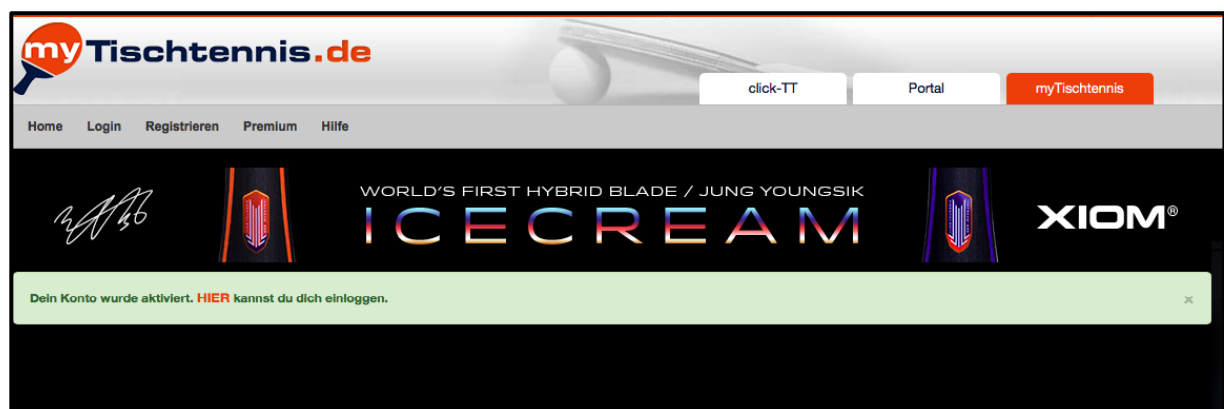 myTischtennis.de
click-TT Portal myTischtennis
Home Login Registrieren Premium Hilfe
WORLD'S FIRST HYBRID BLADE / JUNG YOUNGSIK
ICECREAM
XIOM®
Dein Konto wurde aktiviert. HIER kannst du dich einloggen. ×